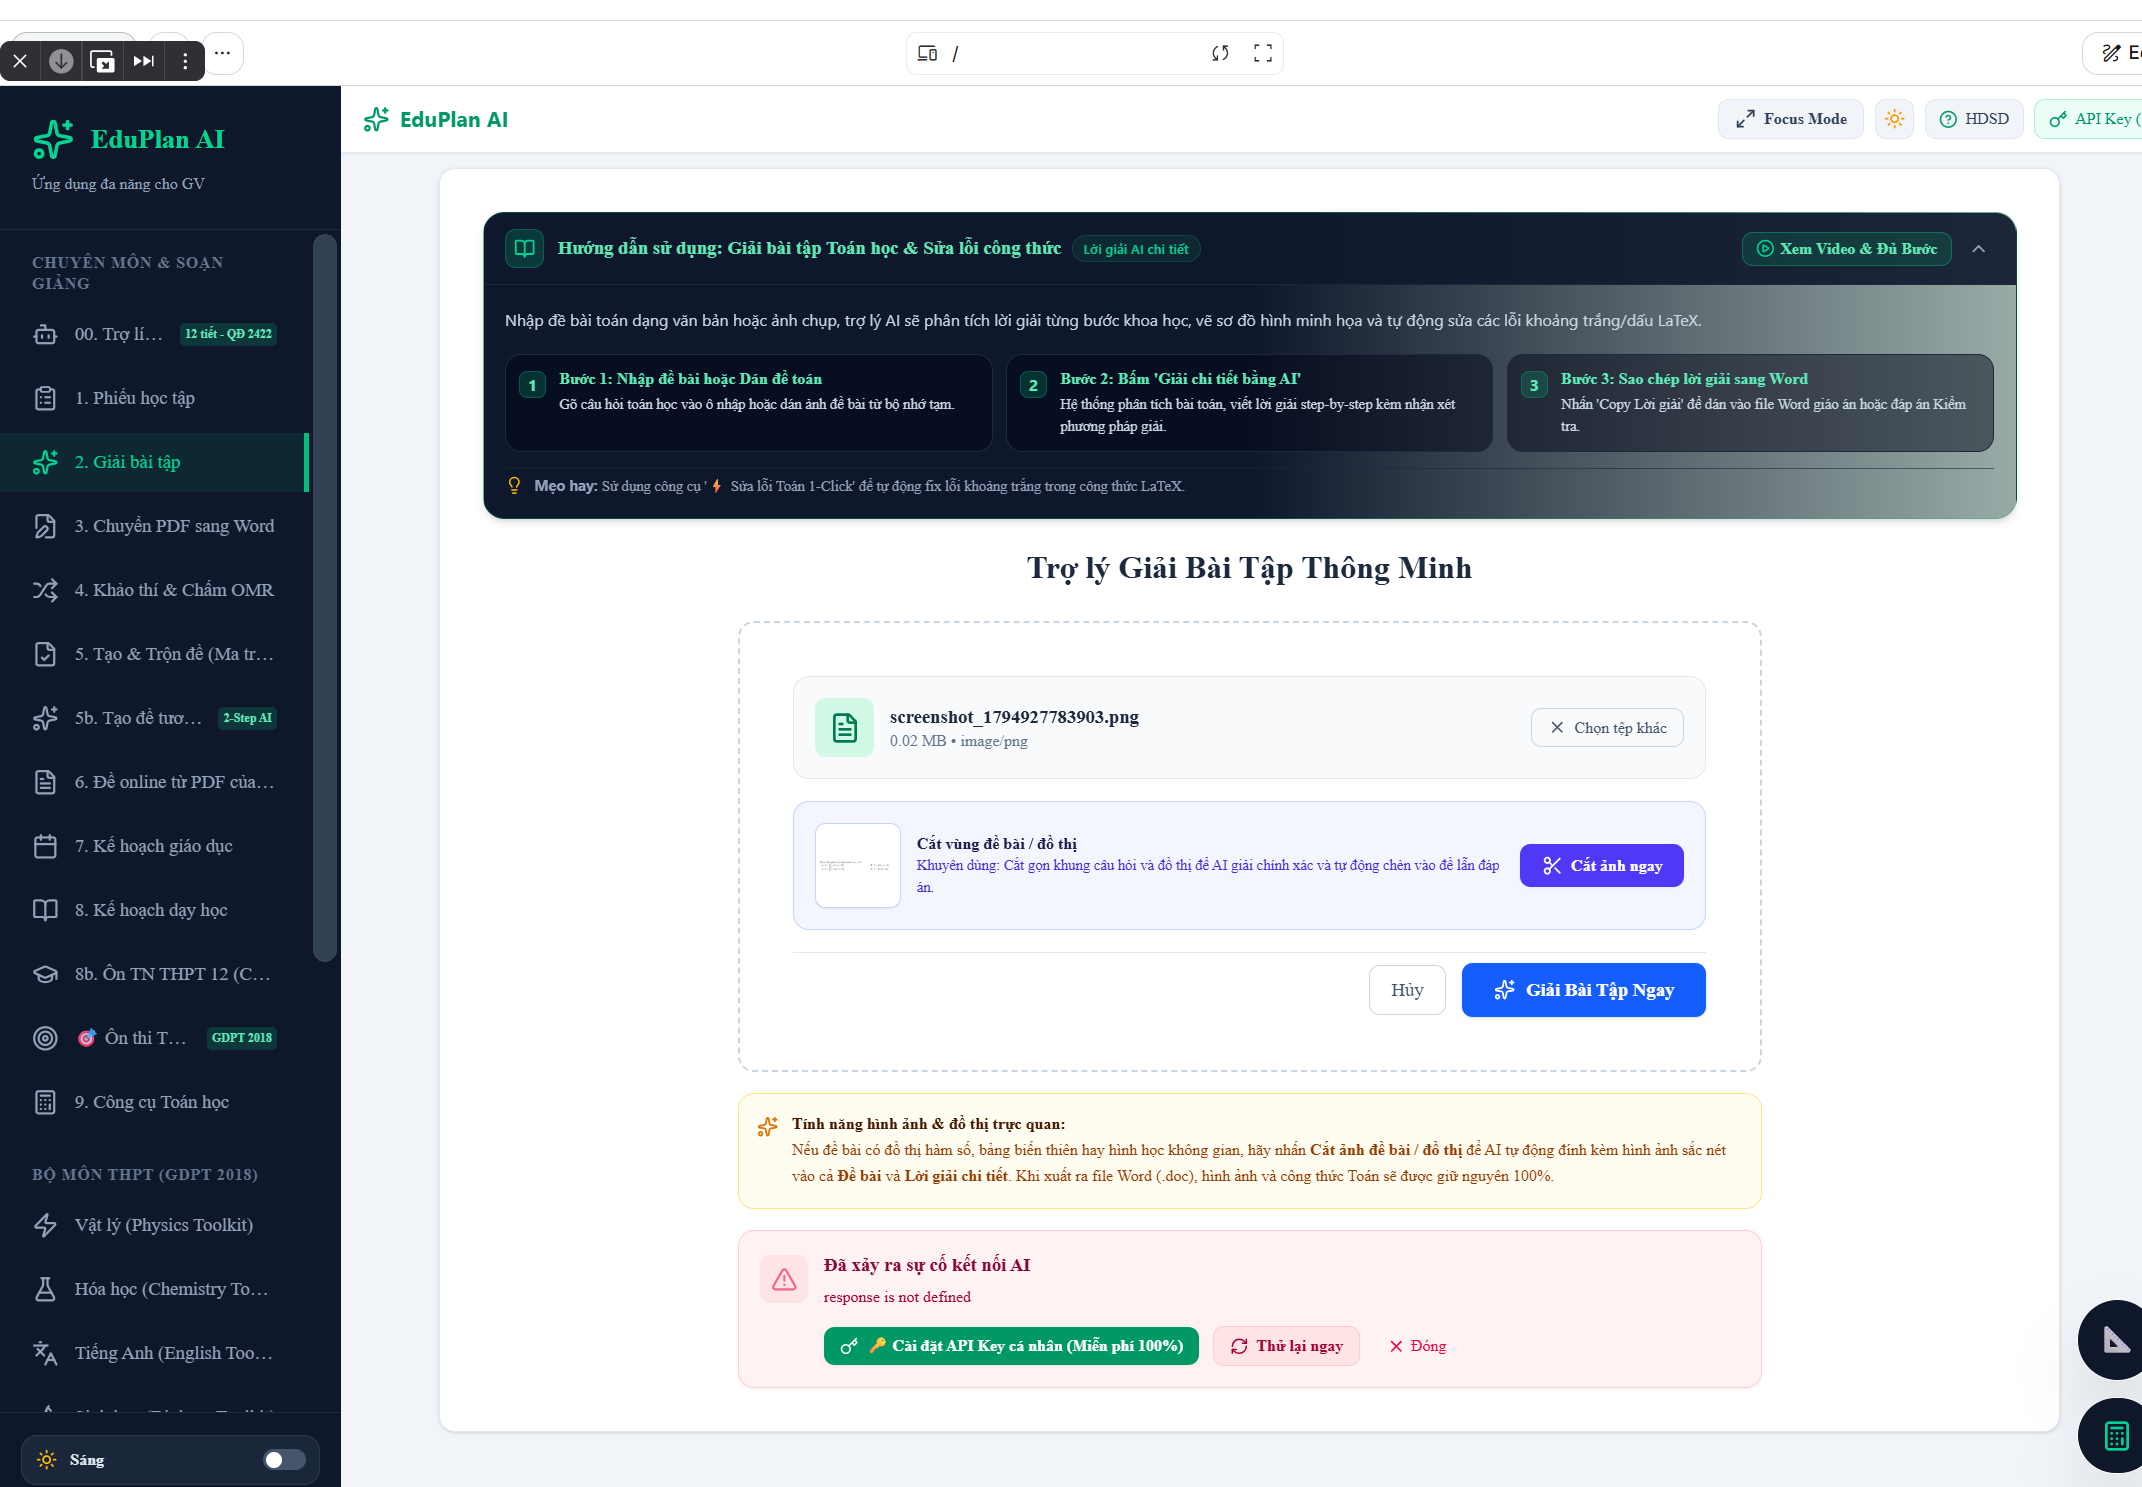 /
EduPlan AI
Ứng dụng đa năng cho GV
CHUYÊN MÔN & SOẠN
GIẢNG
00. Trợ lí... 12 tiết - QĐ 2422
1. Phiếu học tập
2. Giải bài tập
3. Chuyển PDF sang Word
4. Khảo thí & Chấm OMR
5. Tạo & Trộn đề (Ma tr...
5b. Tạo đề tươ... 2-Step AI
6. Đề online từ PDF của...
7. Kế hoạch giáo dục
8. Kế hoạch dạy học
8b. Ôn TN THPT 12 (C...
🎯 Ôn thi T... GDPT 2018
9. Công cụ Toán học
BỘ MÔN THPT (GDPT 2018)
Vật lý (Physics Toolkit)
Hóa học (Chemistry To...
Tiếng Anh (English Too...
Sáng
EduPlan AI
Focus Mode
HDSD
API Key (
Hướng dẫn sử dụng: Giải bài tập Toán học & Sửa lỗi công thức
Lời giải AI chi tiết
Xem Video & Đủ Bước
Nhập đề bài toán dạng văn bản hoặc ảnh chụp, trợ lý AI sẽ phân tích lời giải từng bước khoa học, vẽ sơ đồ hình minh họa và tự động sửa các lỗi khoảng trắng/dấu LaTeX.
1
Bước 1: Nhập đề bài hoặc Dán đề toán
Gõ câu hỏi toán học vào ô nhập hoặc dán ảnh đề bài từ bộ nhớ tạm.
2
Bước 2: Bấm 'Giải chi tiết bằng AI'
Hệ thống phân tích bài toán, viết lời giải step-by-step kèm nhận xét
phương pháp giải.
3
Bước 3: Sao chép lời giải sang Word
Nhấn 'Copy Lời giải' để dán vào file Word giáo án hoặc đáp án Kiểm
tra.
Mẹo hay: Sử dụng công cụ '⚡ Sửa lỗi Toán 1-Click' để tự động fix lỗi khoảng trắng trong công thức LaTeX.
Trợ lý Giải Bài Tập Thông Minh
screenshot_1794927783903.png
0.02 MB • image/png
Chọn tệp khác
Cắt vùng đề bài / đồ thị
Khuyên dùng: Cắt gọn khung câu hỏi và đồ thị để AI giải chính xác và tự động chèn vào đề lẫn đáp
án.
Cắt ảnh ngay
Hủy
Giải Bài Tập Ngay
Tính năng hình ảnh & đồ thị trực quan:
Nếu đề bài có đồ thị hàm số, bảng biến thiên hay hình học không gian, hãy nhấn Cắt ảnh đề bài / đồ thị để AI tự động đính kèm hình ảnh sắc nét
vào cả Đề bài và Lời giải chi tiết. Khi xuất ra file Word (.doc), hình ảnh và công thức Toán sẽ được giữ nguyên 100%.
Đã xảy ra sự cố kết nối AI
response is not defined
🔑 Cài đặt API Key cá nhân (Miễn phí 100%)
Thử lại ngay
Đóng